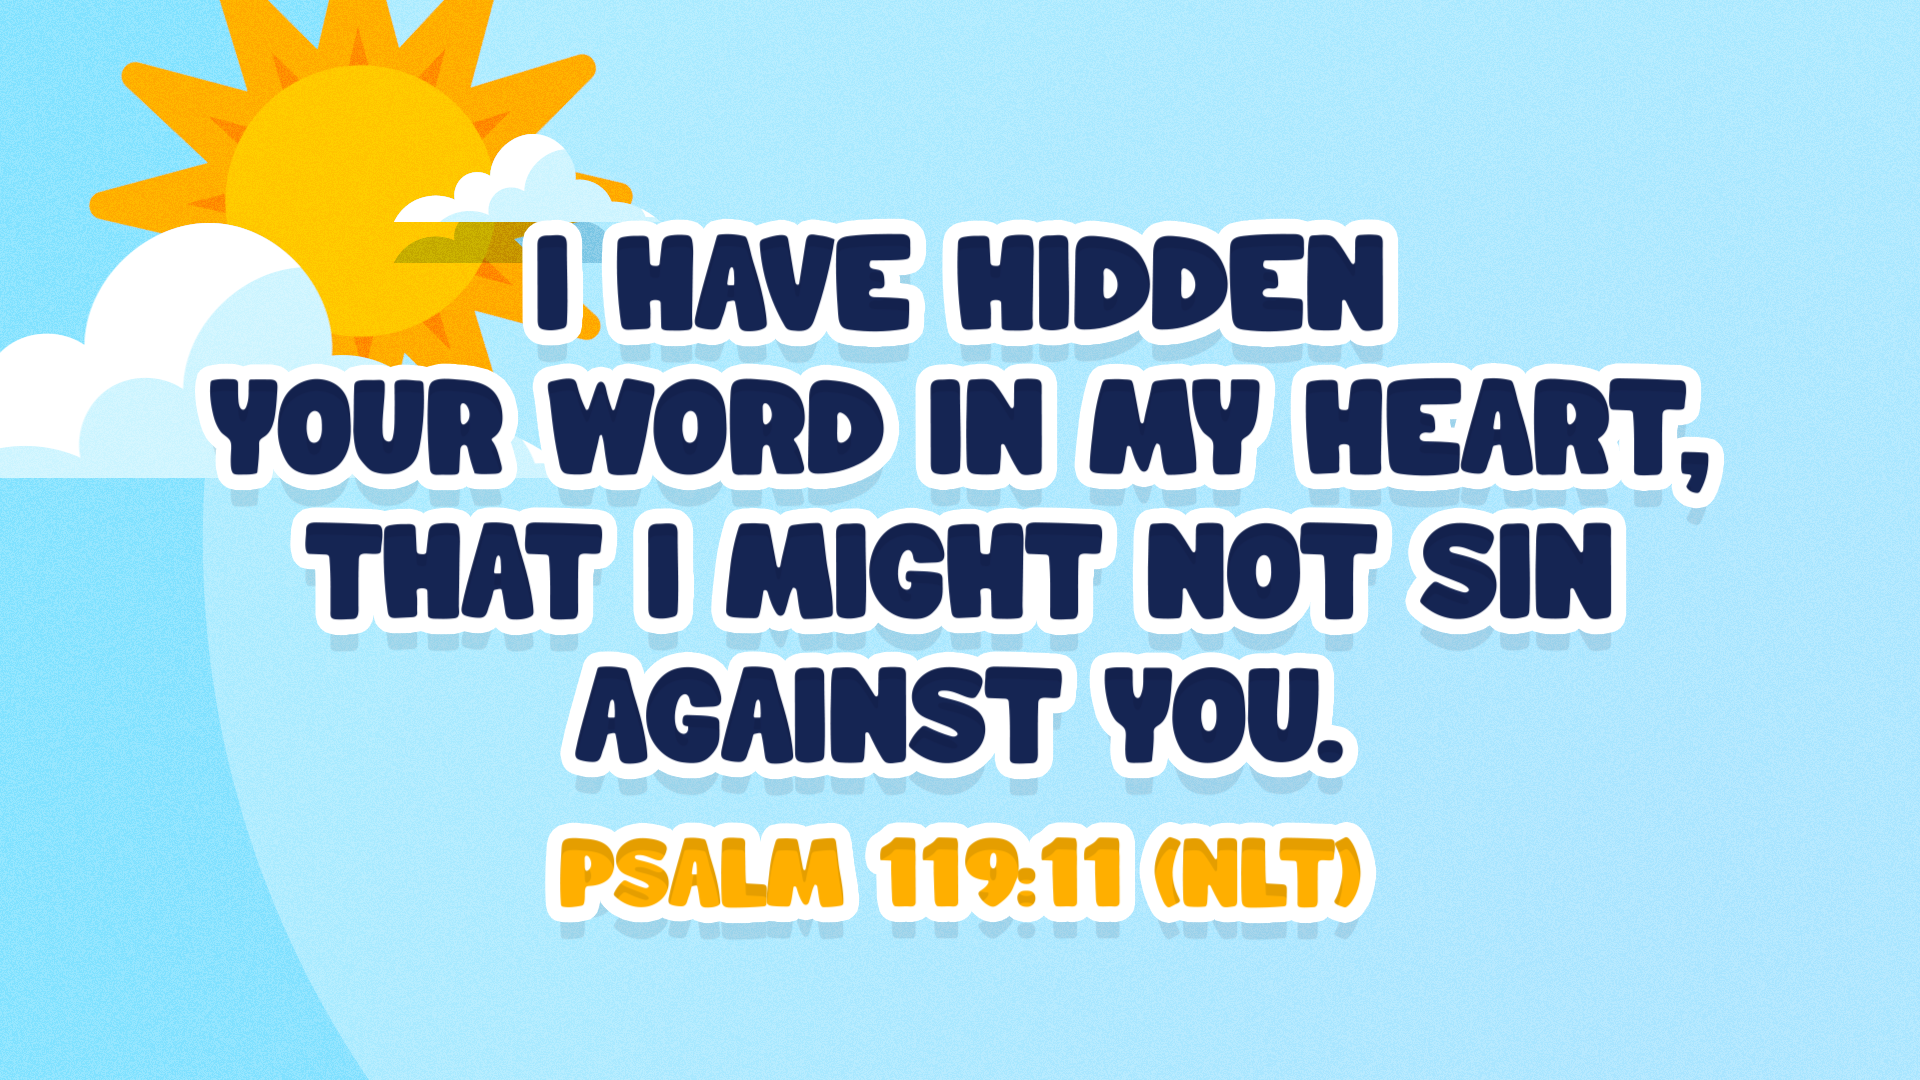 I HAVE HIDDEN
YOUR WORD IN MY HEART,
THAT I MIGHT NOT SIN
AGAINST YOU.
PSALM 119:11 (NLT)